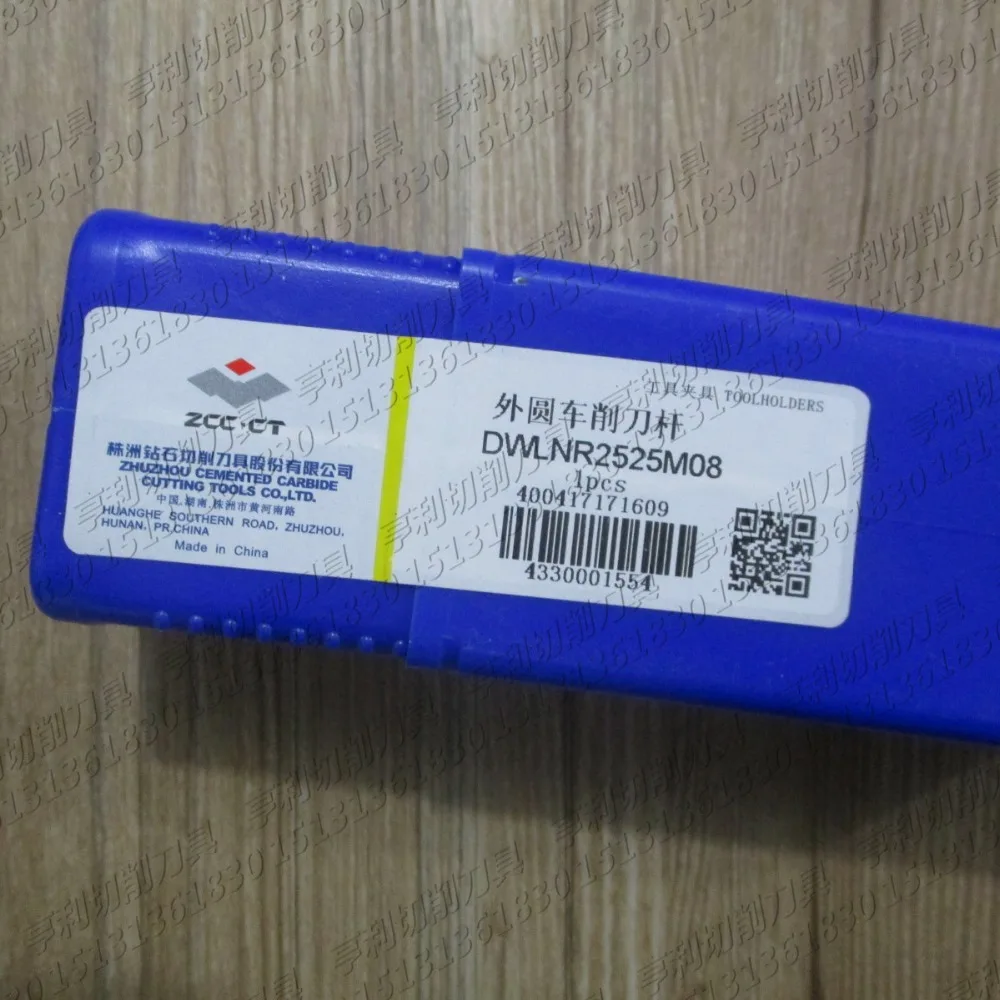 ZCC·CT
株洲钻石切削刀具股份有限公司
ZHUZHOU CEMENTED CARBIDE
CUTTING TOOLS CO.,LTD.
中国.湖南.株洲市黄河南路
HUANGHE SOUTHERN ROAD, ZHUZHOU,
HUNAN, PR,CHINA
Made in China
工具夹具 TOOLHOLDERS
外圆车削刀杆
DWLNR2525M08
1pcs
400417171609
4330001554
亨利切削刀具
15131361830